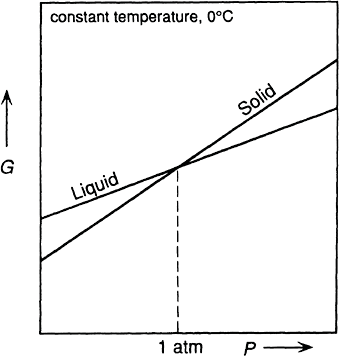 constant temperature, 0°C
Solid
Liquid
G
1 atm
P